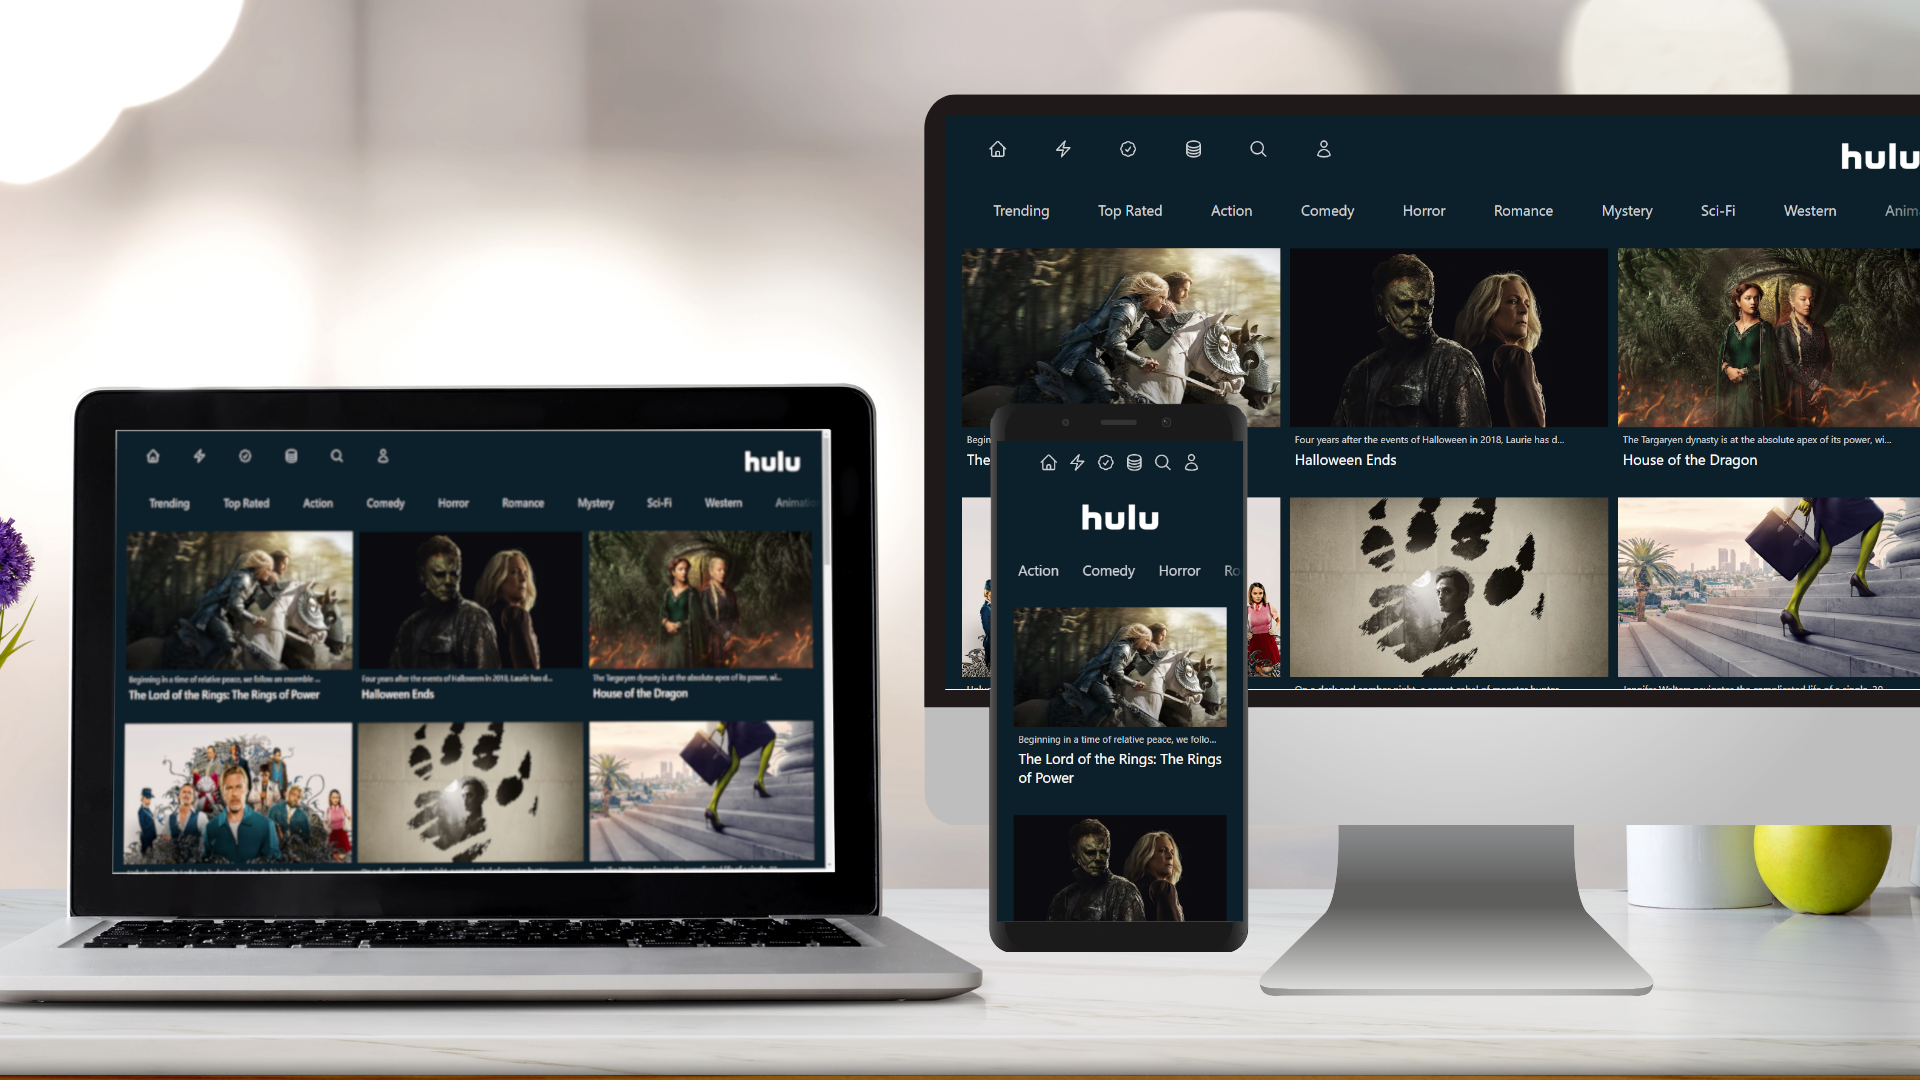 hulu
Trending Top Rated Action Comedy Horror Romance Mystery Sci-Fi Western Animatio
Beginning in a time of relative peace, we follow an ensemble ...
The Lord of the Rings: The Rings of Power
Four years after the events of Halloween in 2018, Laurie has d...
Halloween Ends
The Targaryen dynasty is at the absolute apex of its power, wi...
House of the Dragon
hulu
Trending Top Rated Action Comedy Horror Romance Mystery Sci-Fi Western Anim
Begin
The
Four years after the events of Halloween in 2018, Laurie has d...
Halloween Ends
The Targaryen dynasty is at the absolute apex of its power, wi...
House of the Dragon
hulu
Action Comedy Horror Ro
Beginning in a time of relative peace, we follo...
The Lord of the Rings: The Rings
of Power